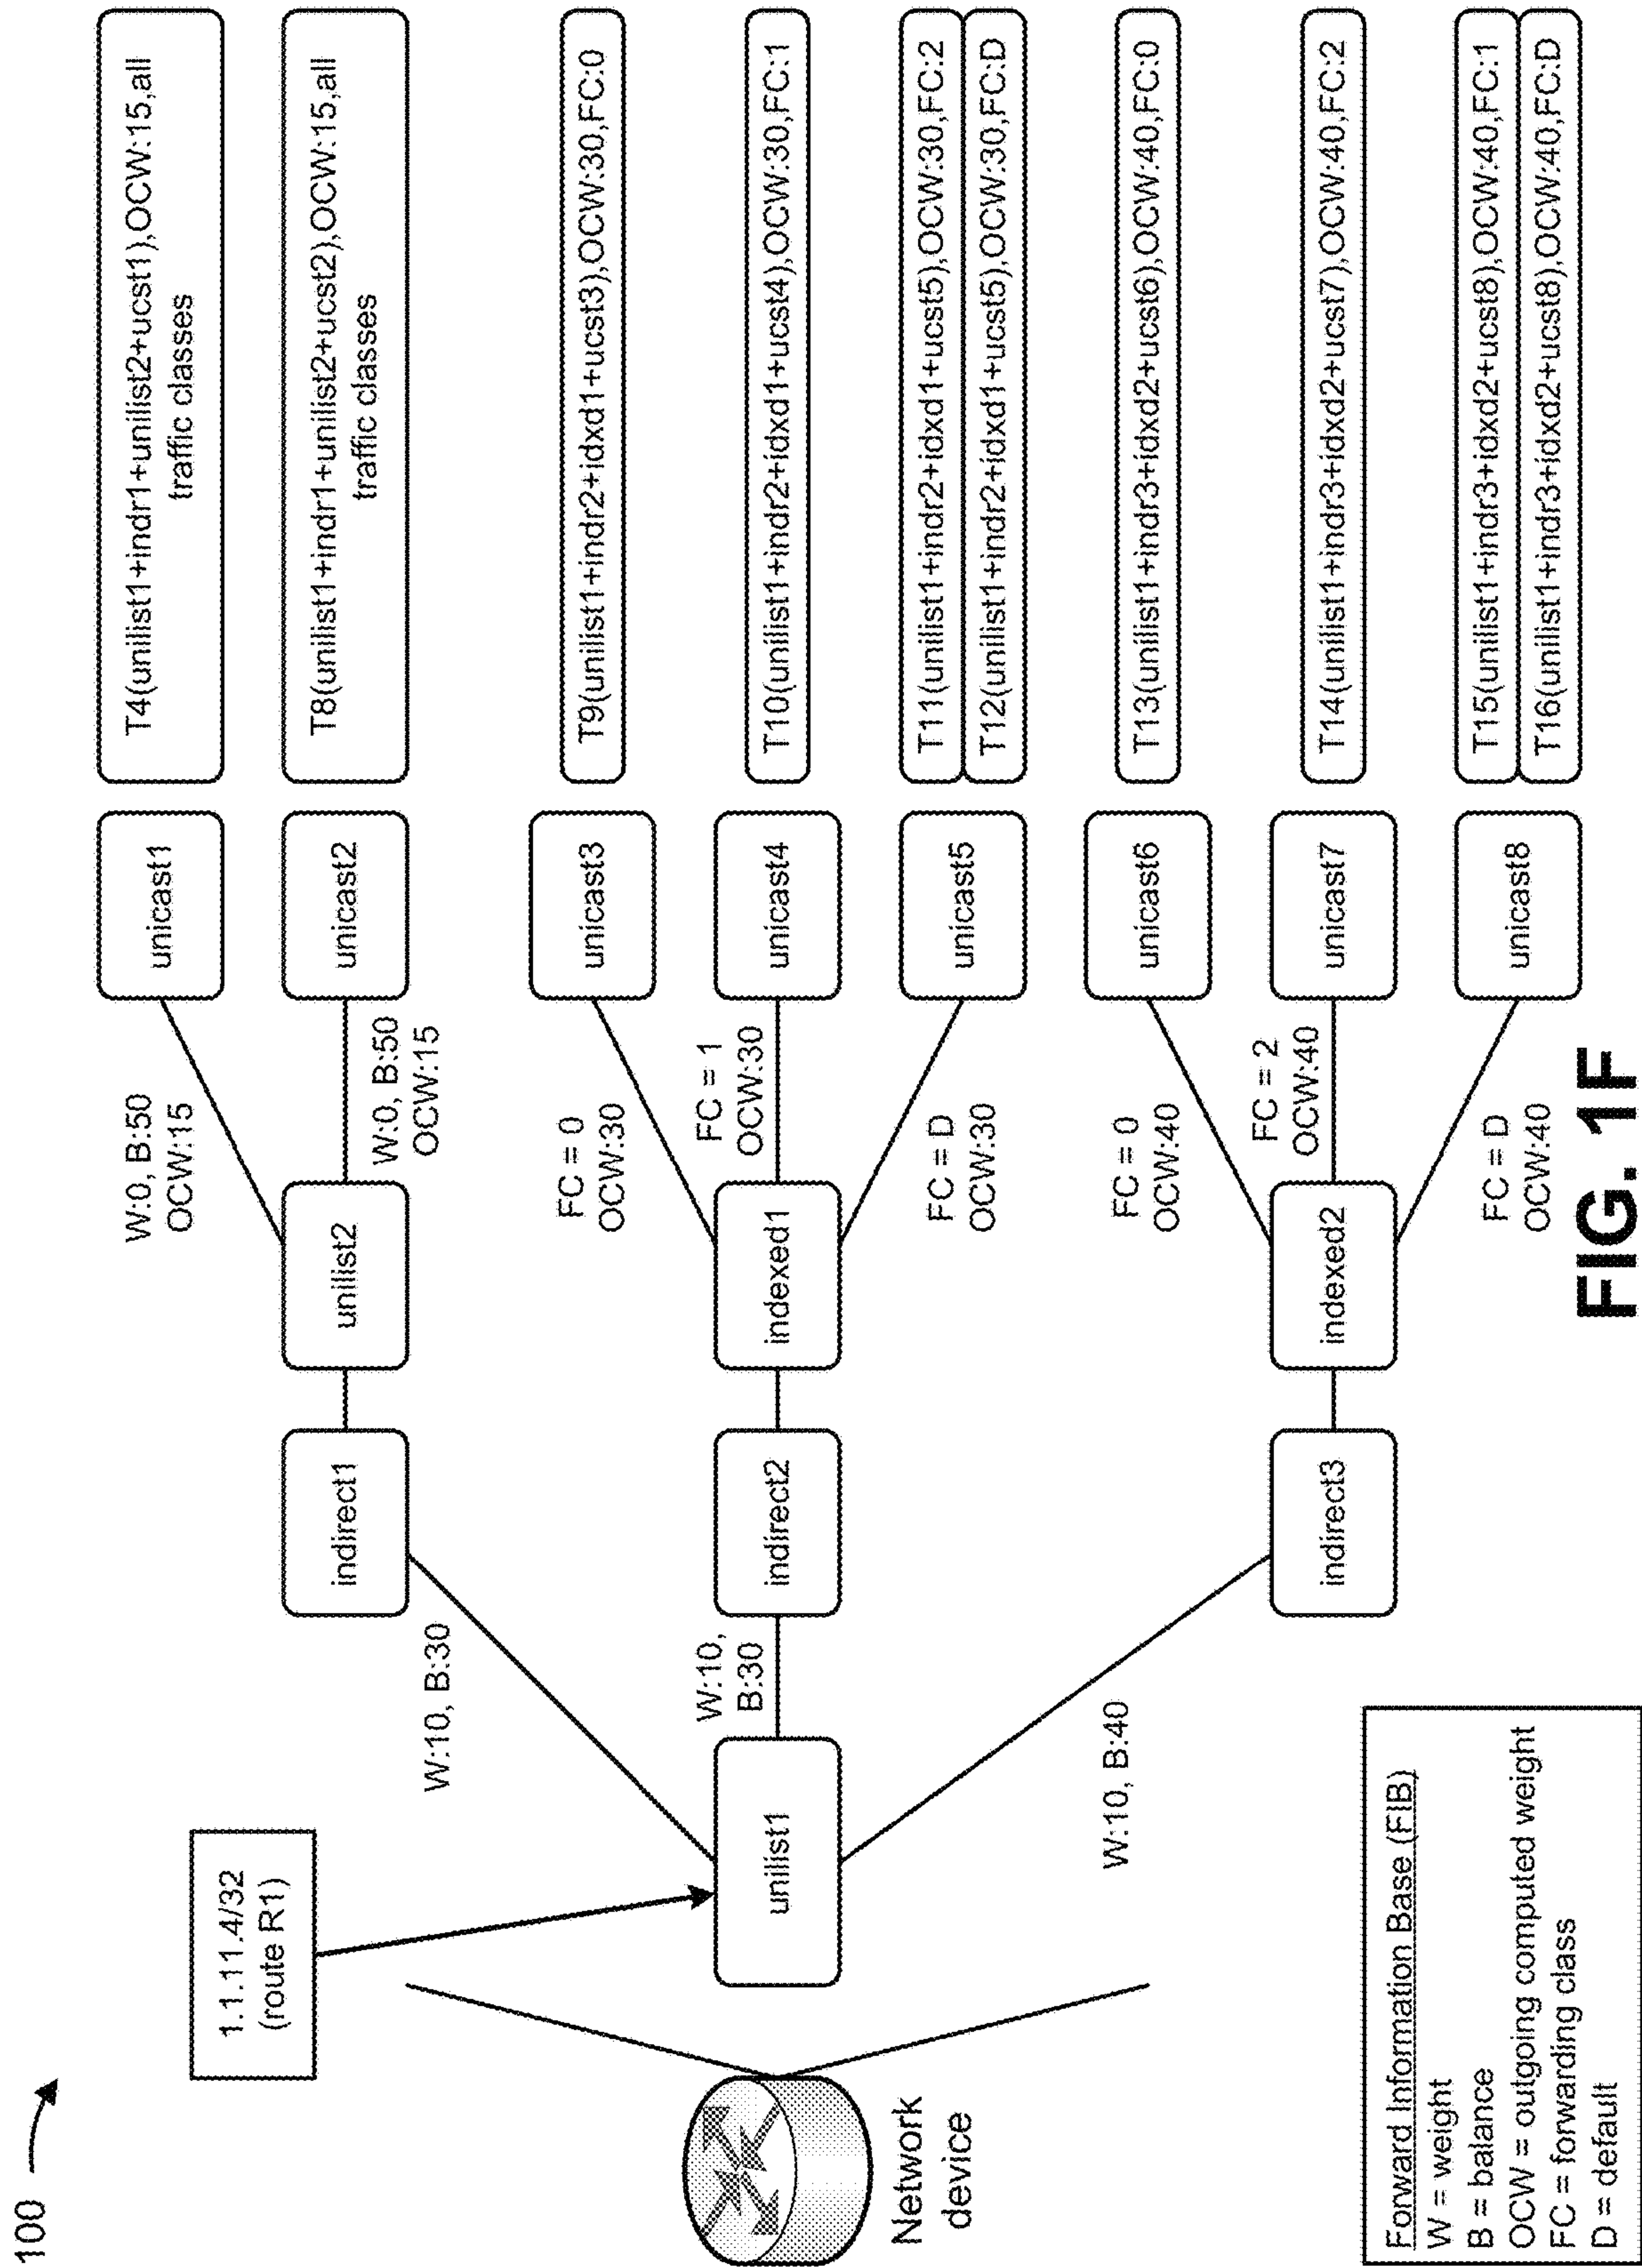 100
1.1.11.4/32
(route R1)
Network
device
unilist1
W:10, B:30
W:10,
B:30
W:10, B:40
indirect1
indirect2
indirect3
unilist2
indexed1
indexed2
W:0, B:50
OCW:15
W:0, B:50
OCW:15
FC = 0
OCW:30
FC = 1
OCW:30
FC = D
OCW:30
FC = 0
OCW:40
FC = 2
OCW:40
FC = D
OCW:40
unicast1
unicast2
unicast3
unicast4
unicast5
unicast6
unicast7
unicast8
T4(unilist1+indr1+unilist2+ucst1),OCW:15,all
traffic classes
T8(unilist1+indr1+unilist2+ucst2),OCW:15,all
traffic classes
T9(unilist1+indr2+idxd1+ucst3),OCW:30,FC:0
T10(unilist1+indr2+idxd1+ucst4),OCW:30,FC:1
T11(unilist1+indr2+idxd1+ucst5),OCW:30,FC:2
T12(unilist1+indr2+idxd1+ucst5),OCW:30,FC:D
T13(unilist1+indr3+idxd2+ucst6),OCW:40,FC:0
T14(unilist1+indr3+idxd2+ucst7),OCW:40,FC:2
T15(unilist1+indr3+idxd2+ucst8),OCW:40,FC:1
T16(unilist1+indr3+idxd2+ucst8),OCW:40,FC:D
Forward Information Base (FIB)
W = weight
B = balance
OCW = outgoing computed weight
FC = forwarding class
D = default
FIG. 1F